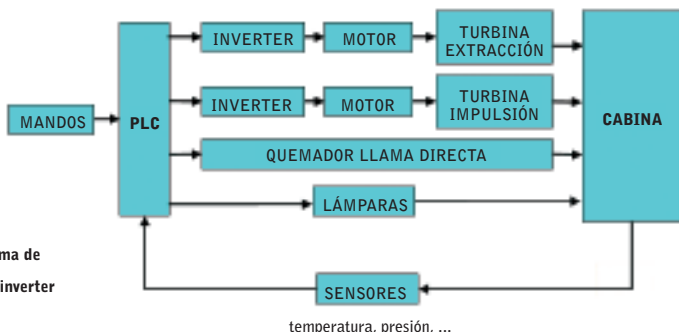 INVERTER
MOTOR
TURBINA
EXTRACCIÓN
INVERTER
MOTOR
TURBINA
IMPULSIÓN
MANDOS
PLC
CABINA
QUEMADOR LLAMA DIRECTA
LÁMPARAS
ma de
inverter
SENSORES
temperatura, presión, ...